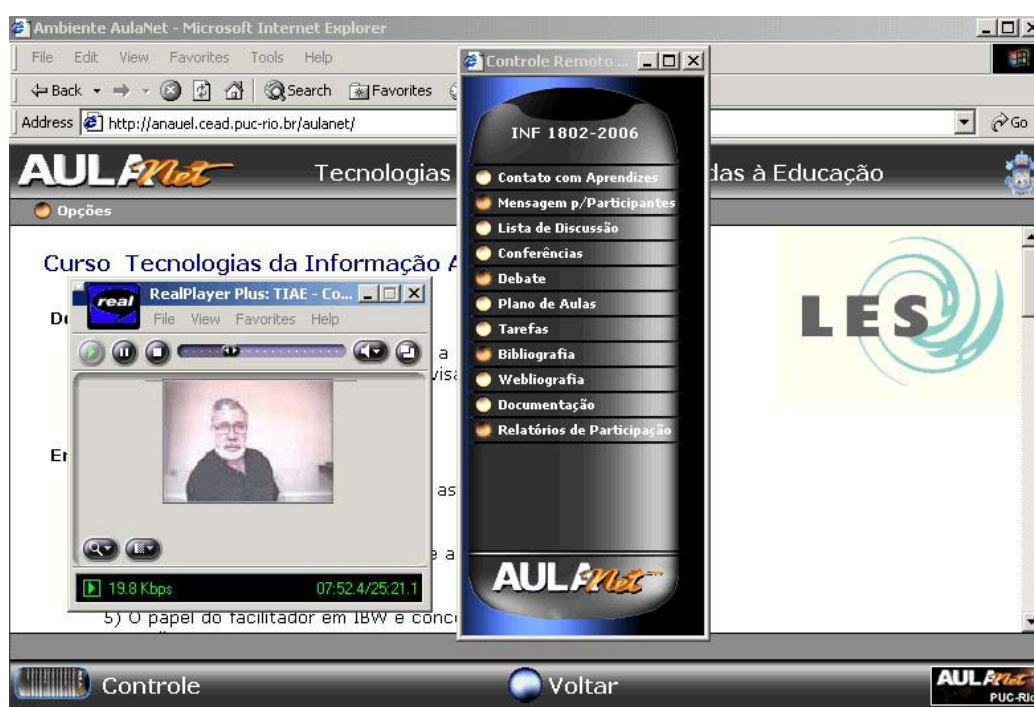 Ambiente AulaNet - Microsoft Internet Explorer
File Edit View Favorites Tools Help
Back Search Favorites
Address http://anauel.cead.puc-rio.br/aulanet/ Go
AULANet Tecnologias das à Educação
Opções
Curso Tecnologias da Informação A
LES
a
as
5) O papel do facilitador em IBW e conc
RealPlayer Plus: TIAE - Co...
real
File View Favorites Help
19.8 Kbps 07:52.4/25:21.1
Controle Remoto ...
INF 1802-2006
Contato com Aprendizes
Mensagem p/Participantes
Lista de Discussão
Conferências
Debate
Plano de Aulas
Tarefas
Bibliografia
Webliografia
Documentação
Relatórios de Participação
AULANet
Controle Voltar
AULANet
PUC-Rio